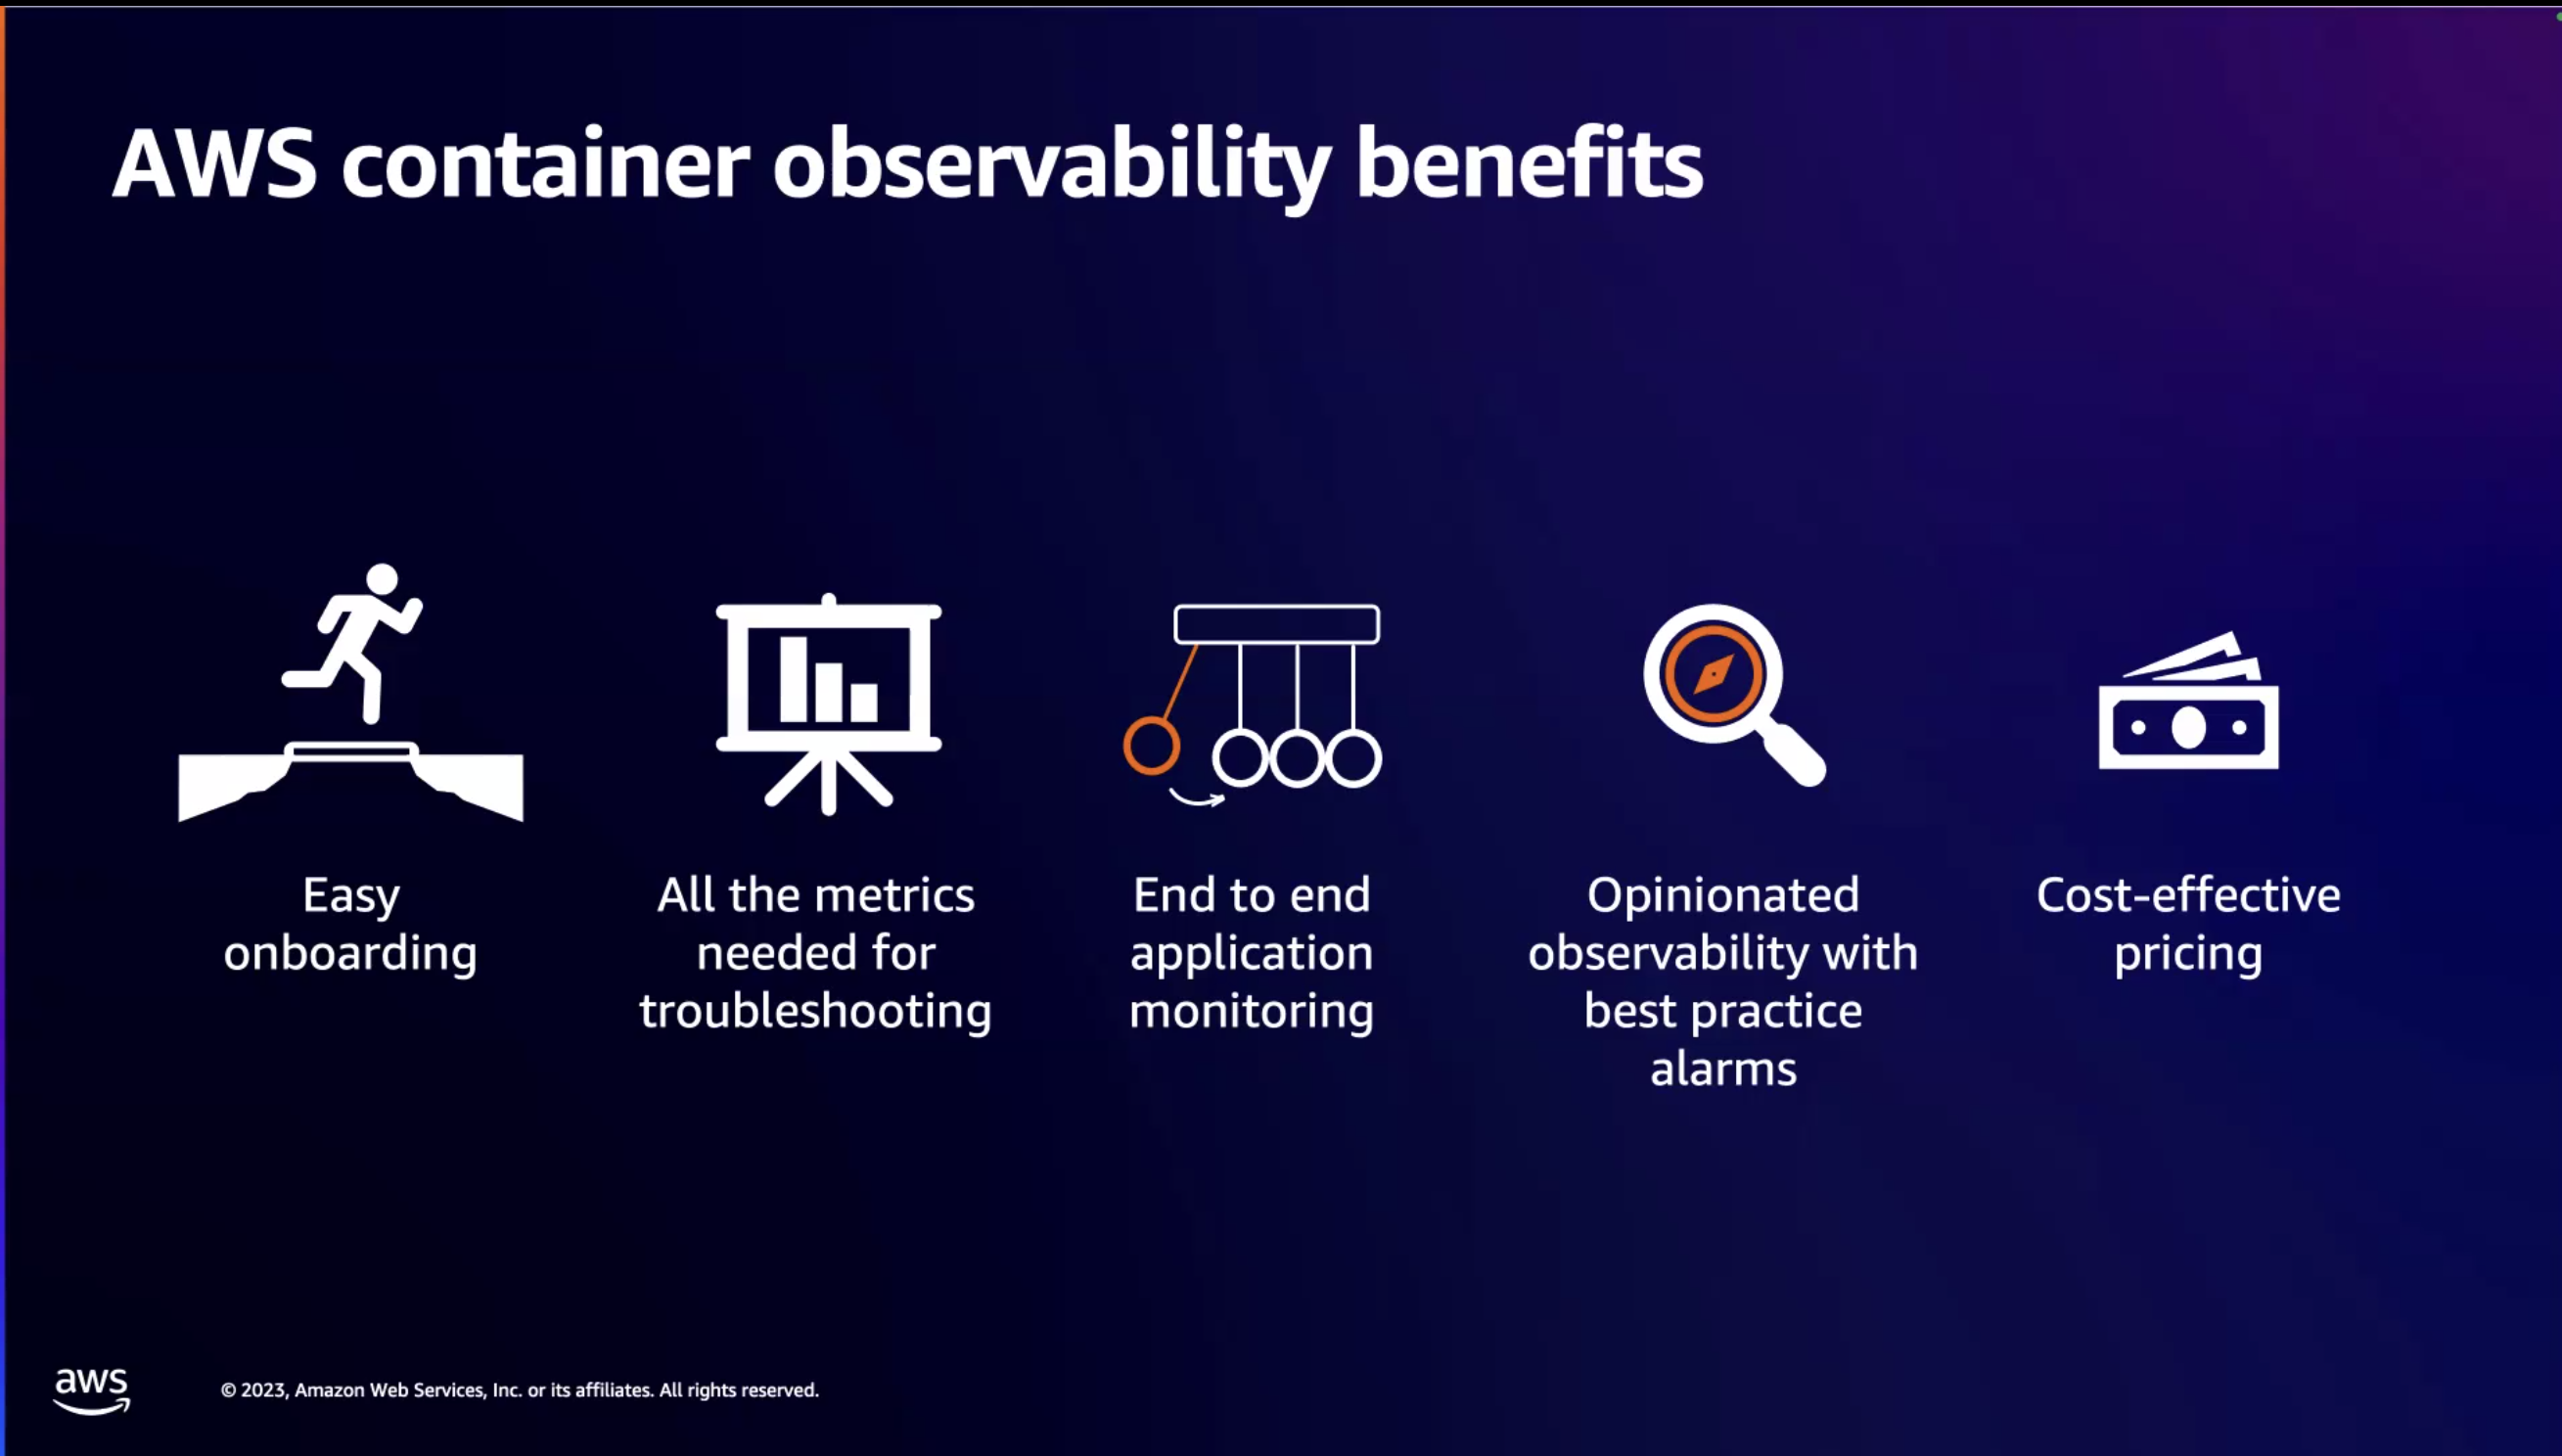 AWS container observability benefits
Easy
onboarding
All the metrics
needed for
troubleshooting
End to end
application
monitoring
Opinionated
observability with
best practice
alarms
Cost-effective
pricing
aws
© 2023, Amazon Web Services, Inc. or its affiliates. All rights reserved.